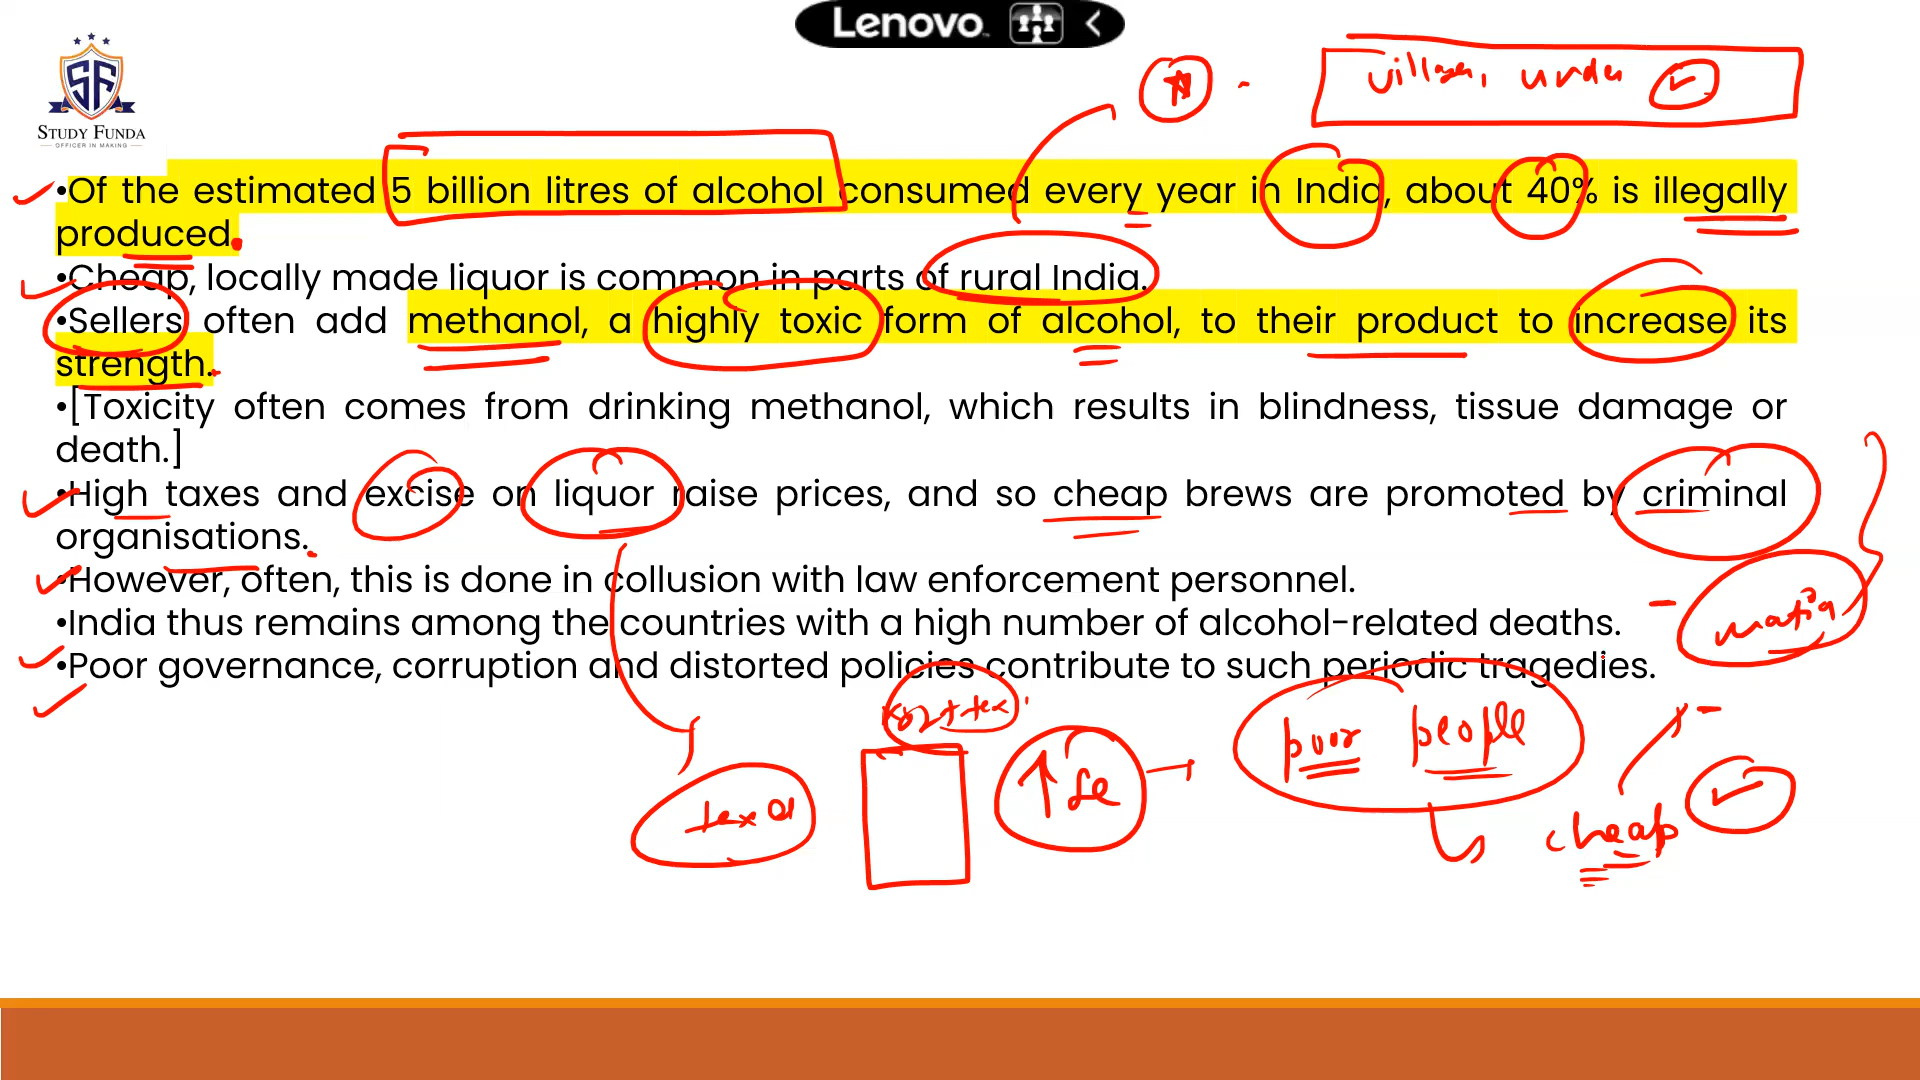 Lenovo
SF
STUDY FUNDA
OFFICER IN MAKING
villages, under
•Of the estimated 5 billion litres of alcohol consumed every year in India, about 40% is illegally
produced.
•Cheap, locally made liquor is common in parts of rural India.
•Sellers often add methanol, a highly toxic form of alcohol, to their product to increase its
strength.
•[Toxicity often comes from drinking methanol, which results in blindness, tissue damage or
death.]
•High taxes and excise on liquor raise prices, and so cheap brews are promoted by criminal
organisations.
•However, often, this is done in collusion with law enforcement personnel.
mafia
•India thus remains among the countries with a high number of alcohol-related deaths.
•Poor governance, corruption and distorted policies contribute to such periodic tragedies.
poor people
cheap